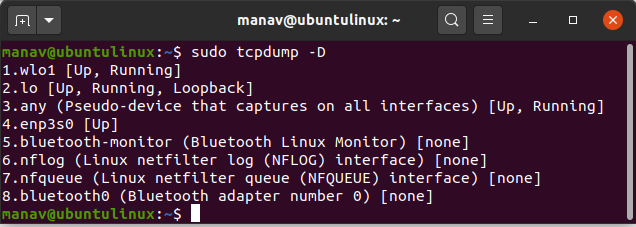 manav@ubuntulinux: ~
manav@ubuntulinux:~$ sudo tcpdump -D
1.wlo1 [Up, Running]
2.lo [Up, Running, Loopback]
3.any (Pseudo-device that captures on all interfaces) [Up, Running]
4.enp3s0 [Up]
5.bluetooth-monitor (Bluetooth Linux Monitor) [none]
6.nflog (Linux netfilter log (NFLOG) interface) [none]
7.nfqueue (Linux netfilter queue (NFQUEUE) interface) [none]
8.bluetooth0 (Bluetooth adapter number 0) [none]
manav@ubuntulinux:~$